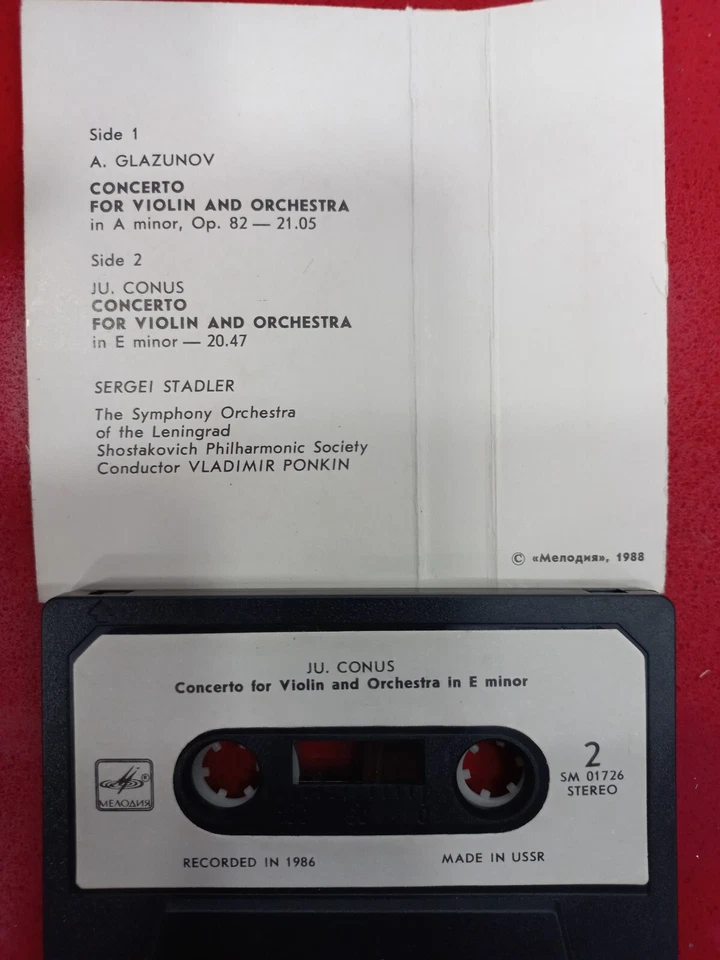 Side 1
A. GLAZUNOV
CONCERTO
FOR VIOLIN AND ORCHESTRA
in A minor, Op. 82 — 21.05
Side 2
JU. CONUS
CONCERTO
FOR VIOLIN AND ORCHESTRA
in E minor — 20.47
SERGEI STADLER
The Symphony Orchestra
of the Leningrad
Shostakovich Philharmonic Society
Conductor VLADIMIR PONKIN
© «Мелодия», 1988
JU. CONUS
Concerto for Violin and Orchestra in E minor
МЕЛОДИЯ
®
2
SM 01726
STEREO
RECORDED IN 1986
MADE IN USSR